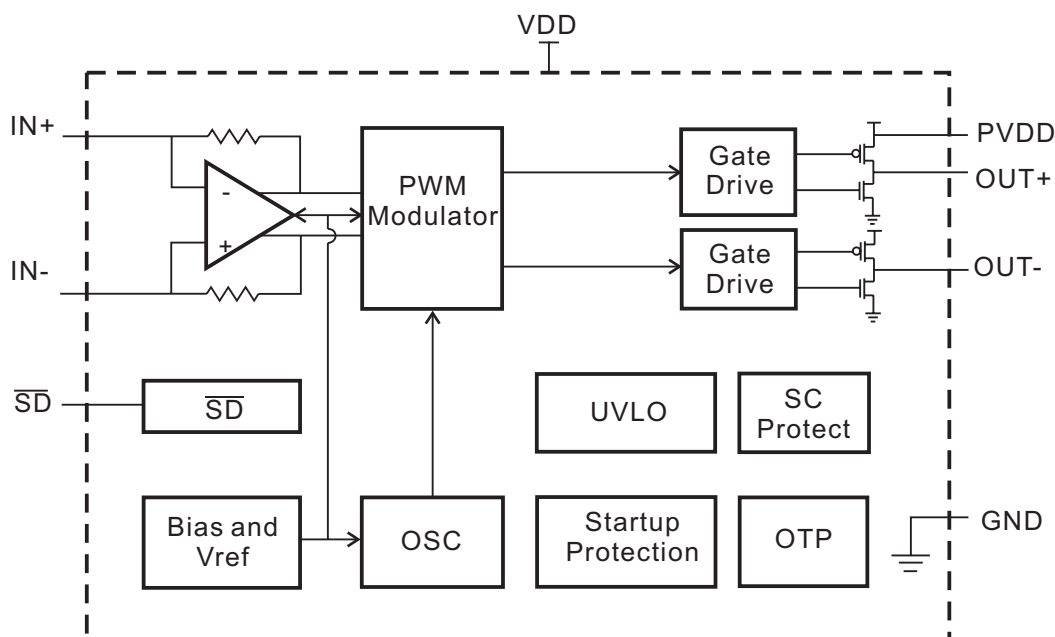 VDD
IN+
IN-
-
+
PWM
Modulator
Gate
Drive
Gate
Drive
PVDD
OUT+
OUT-
SD
SD
UVLO
SC
Protect
Bias and
Vref
OSC
Startup
Protection
OTP
GND